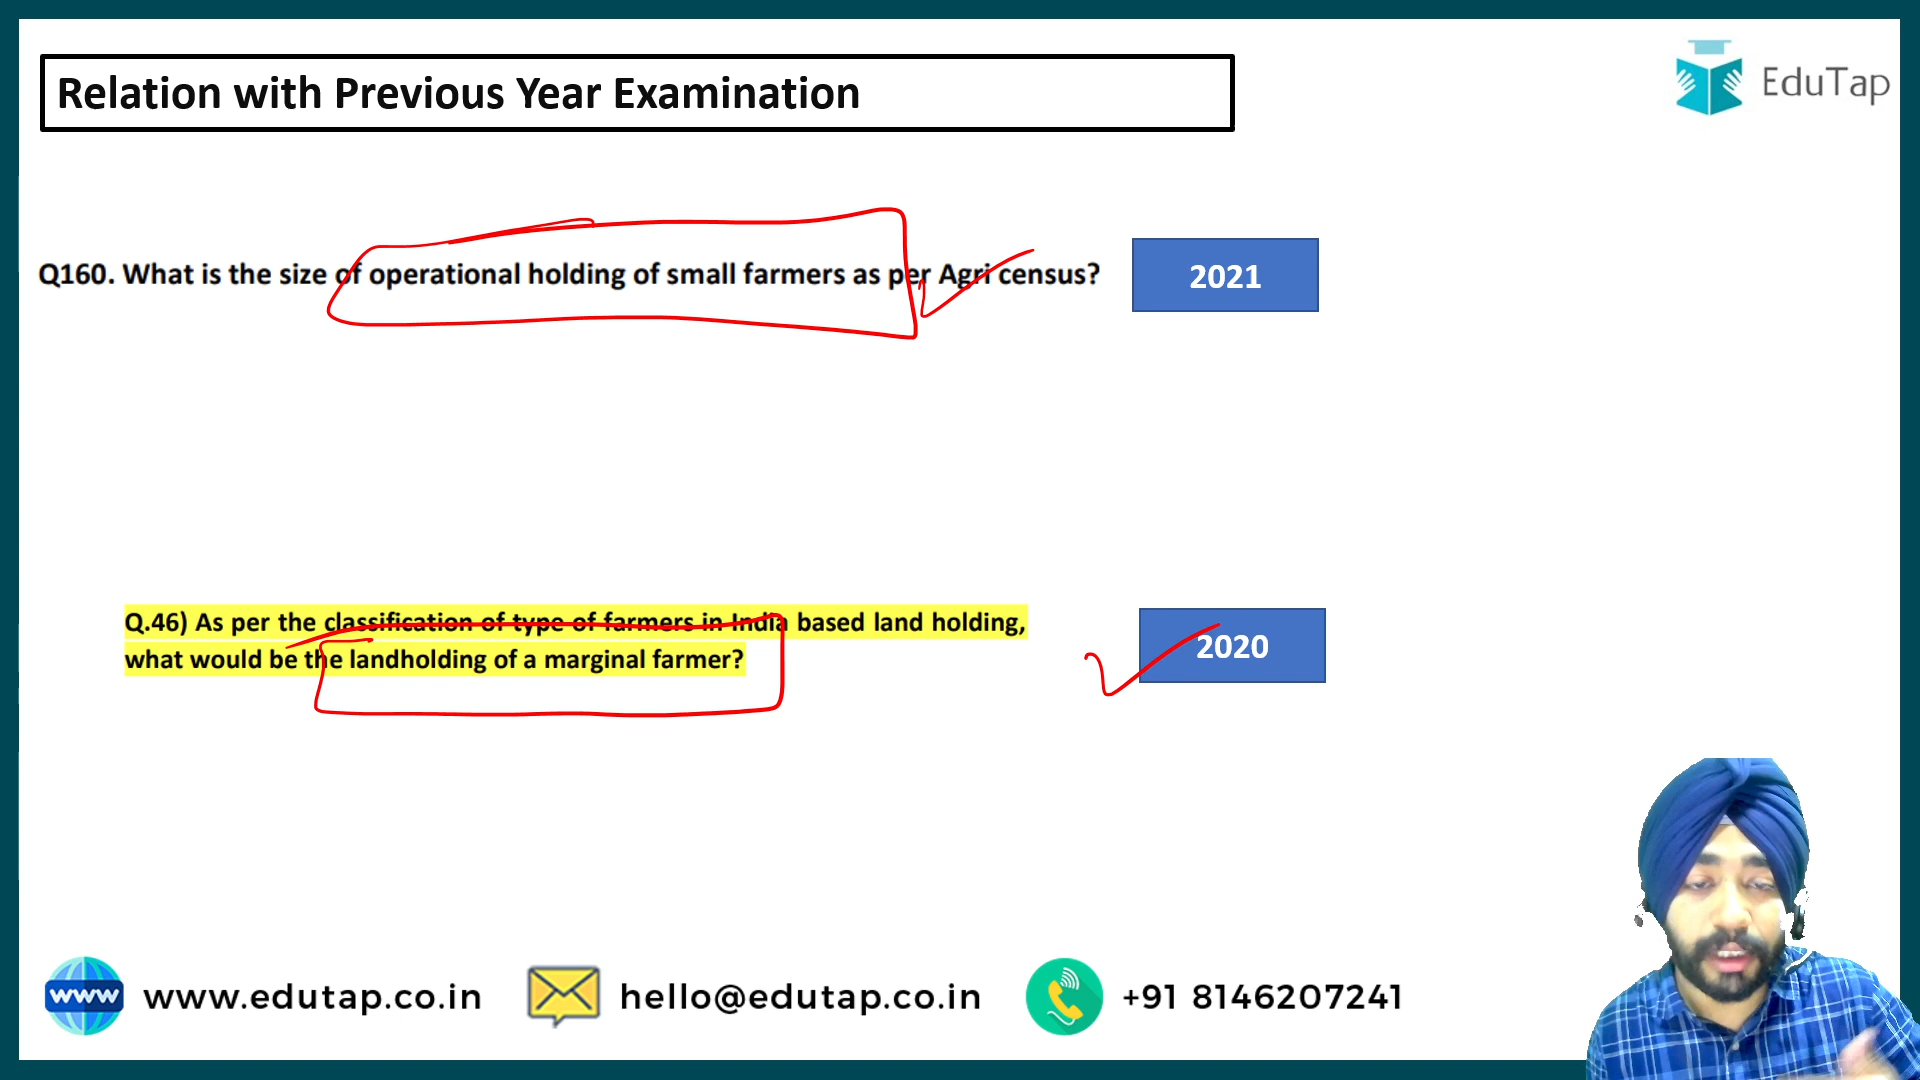 Relation with Previous Year Examination
EduTap
Q160. What is the size of operational holding of small farmers as per Agri census?
2021
Q.46) As per the classification of type of farmers in India based land holding,
what would be the landholding of a marginal farmer?
2020
www
www.edutap.co.in
hello@edutap.co.in
+91 8146207241